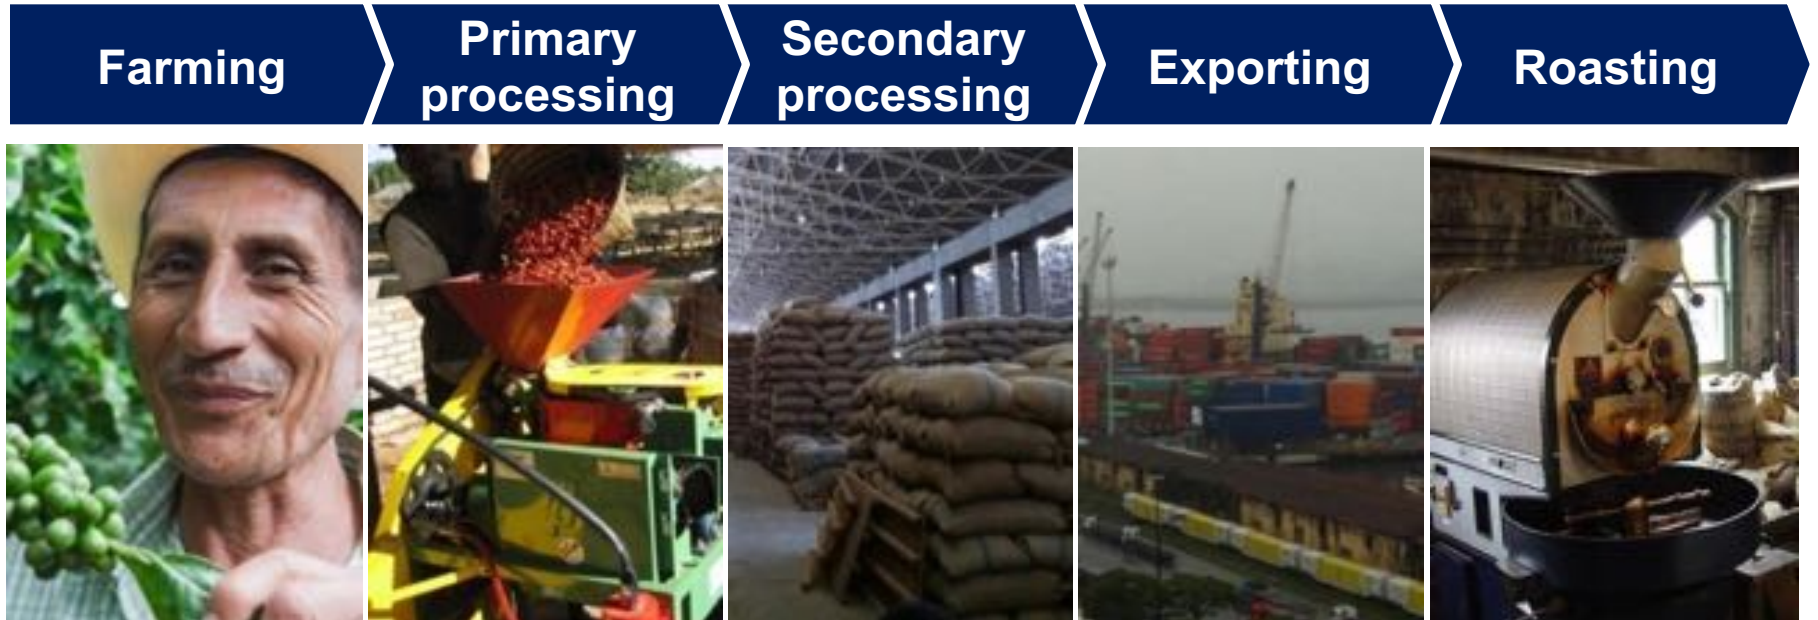 Farming
Primary
processing
Secondary
processing
Exporting
Roasting